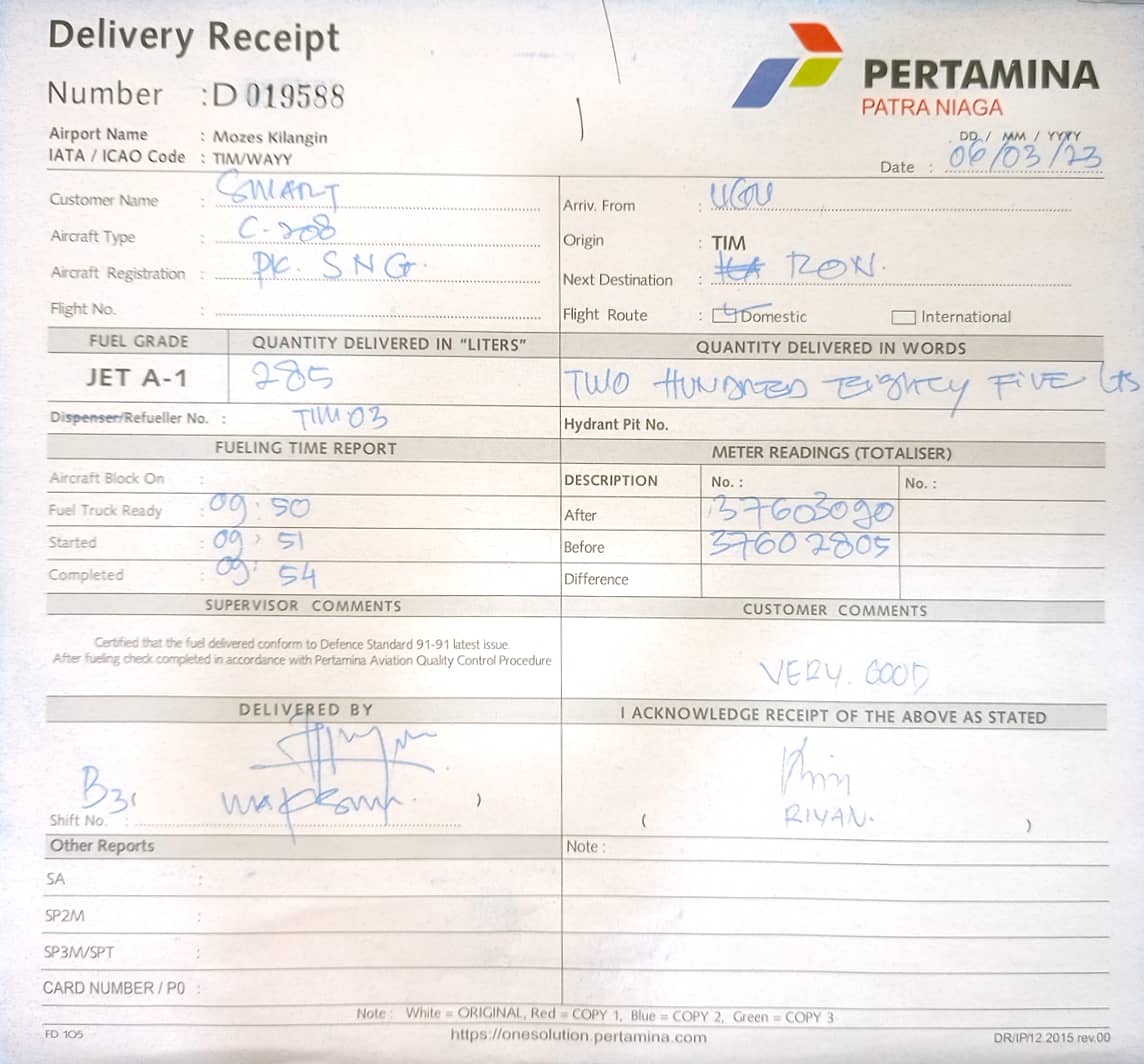 Delivery Receipt
PERTAMINA
PATRA NIAGA
Number : D 019588
Airport Name : Mozes Kilangin
IATA / ICAO Code : TIM/WAYY
DD / MM / YYYY
Date : 06/03/23
Customer Name : SMART
Arriv. From : UGU
Aircraft Type : C-208
Origin : TIM
Aircraft Registration : PK. SNG.
Next Destination : RON.
Flight No. :
Flight Route : Domestic International
FUEL GRADE QUANTITY DELIVERED IN "LITERS" QUANTITY DELIVERED IN WORDS
JET A-1 285 TWO HUNDRED EIGHTY FIVE LTS
Dispenser/Refueller No. : TIM 03
Hydrant Pit No.
FUELING TIME REPORT METER READINGS (TOTALISER)
Aircraft Block On :
DESCRIPTION No. : No. :
Fuel Truck Ready : 09:50
After 37603090
Started : 09:51
Before 37602805
Completed : 09:54
Difference
SUPERVISOR COMMENTS CUSTOMER COMMENTS
Certified that the fuel delivered conform to Defence Standard 91-91 latest issue.
After fueling check completed in accordance with Pertamina Aviation Quality Control Procedure
VERY. GOOD
DELIVERED BY I ACKNOWLEDGE RECEIPT OF THE ABOVE AS STATED
B3 ( )
Shift No. :
( RIYAN. )
Other Reports Note :
SA :
SP2M :
SP3M/SPT :
CARD NUMBER / P0 :
Note : White = ORIGINAL, Red = COPY 1, Blue = COPY 2, Green = COPY 3
FD 105 https://onesolution.pertamina.com DR/IP/12.2015 rev.00